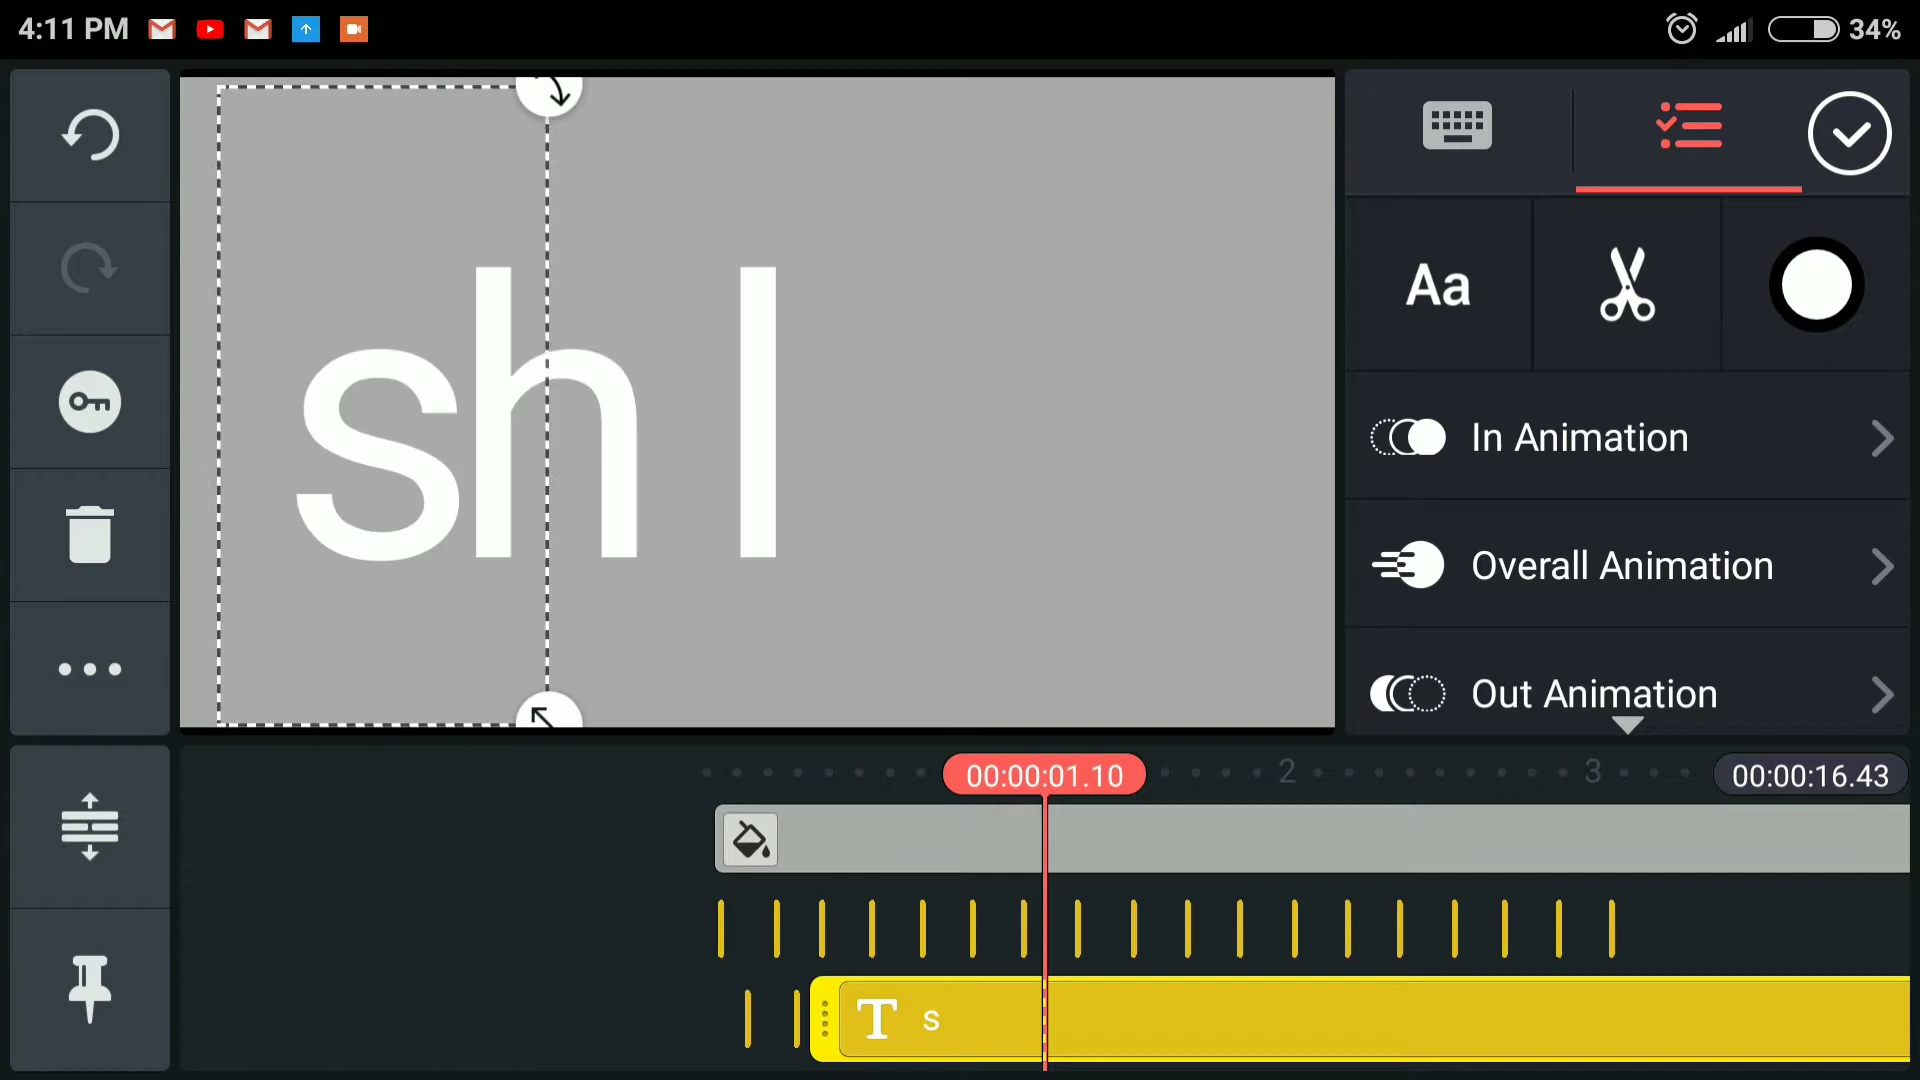 4:11 PM
34%
sh l
Aa
In Animation
Overall Animation
Out Animation
00:00:01.10
2
3
00:00:16.43
T s